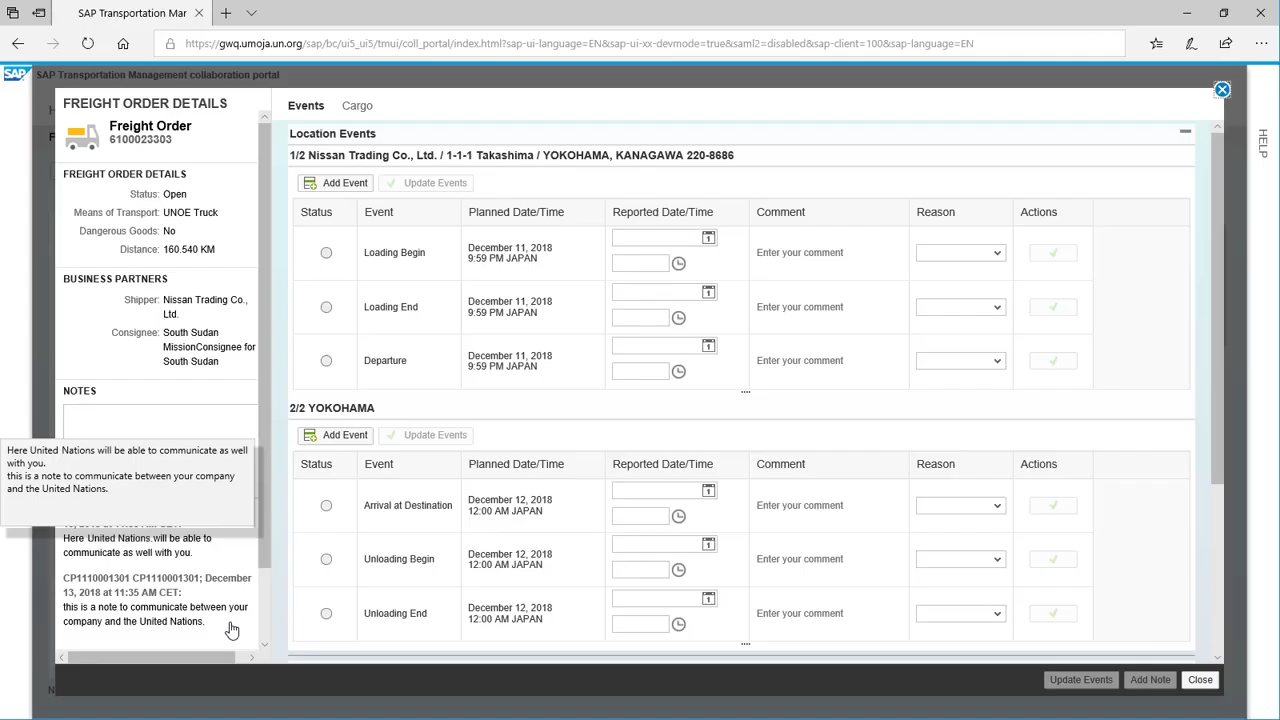 SAP Transportation Mar
https://gwq.umoja.un.org/sap/bc/ui5_ui5/tmui/coll_portal/index.html?sap-ui-language=EN&sap-ui-xx-devmode=true&saml2=disabled&sap-client=100&sap-language=EN
SAP SAP Transportation Management collaboration portal
HELP
FREIGHT ORDER DETAILS
Freight Order
6100023303
FREIGHT ORDER DETAILS
Status: Open
Means of Transport: UNOE Truck
Dangerous Goods: No
Distance: 160.540 KM
BUSINESS PARTNERS
Shipper: Nissan Trading Co.,
Ltd.
Consignee: South Sudan
MissionConsignee for
South Sudan
NOTES
Here United Nations will be able to communicate as well
with you.
this is a note to communicate between your company
and the United Nations.
Here United Nations will be able to
communicate as well with you.
CP1110001301 CP1110001301; December
13, 2018 at 11:35 AM CET:
this is a note to communicate between your
company and the United Nations.
Events Cargo
Location Events
1/2 Nissan Trading Co., Ltd. / 1-1-1 Takashima / YOKOHAMA, KANAGAWA 220-8686
Add Event Update Events
Status Event Planned Date/Time Reported Date/Time Comment Reason Actions
Loading Begin December 11, 2018 Enter your comment
9:59 PM JAPAN
Loading End December 11, 2018 Enter your comment
9:59 PM JAPAN
Departure December 11, 2018 Enter your comment
9:59 PM JAPAN
2/2 YOKOHAMA
Add Event Update Events
Status Event Planned Date/Time Reported Date/Time Comment Reason Actions
Arrival at Destination December 12, 2018 Enter your comment
12:00 AM JAPAN
Unloading Begin December 12, 2018 Enter your comment
12:00 AM JAPAN
Unloading End December 12, 2018 Enter your comment
12:00 AM JAPAN
Update Events Add Note Close